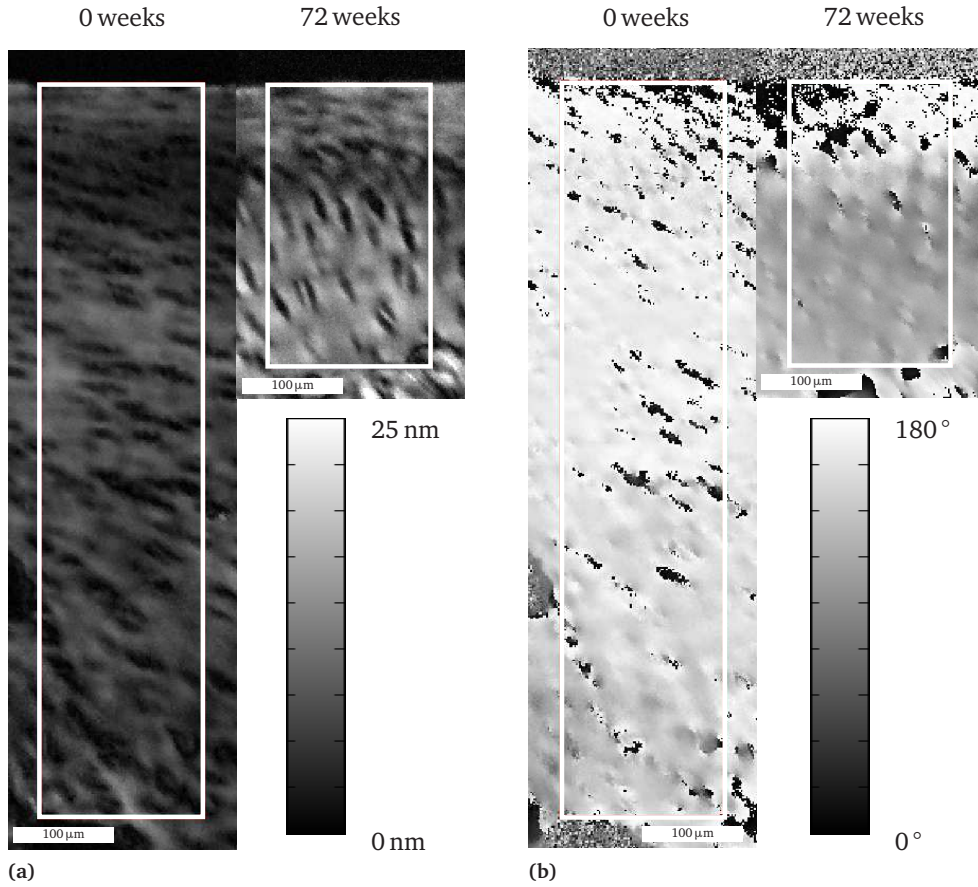 0 weeks 72 weeks 0 weeks 72 weeks
100 µm 100 µm
25 nm 180 °
100 µm 100 µm
0 nm 0 °
(a) (b)